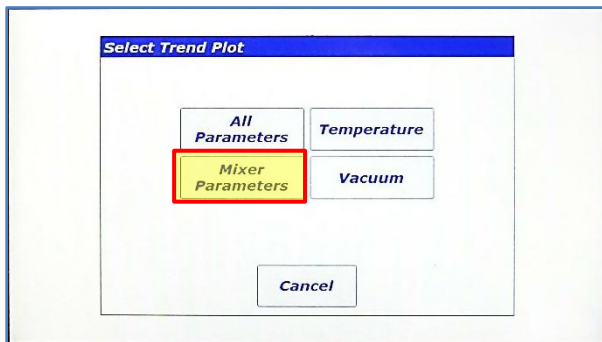 Select Trend Plot
All
Parameters
Temperature
Mixer
Parameters
Vacuum
Cancel